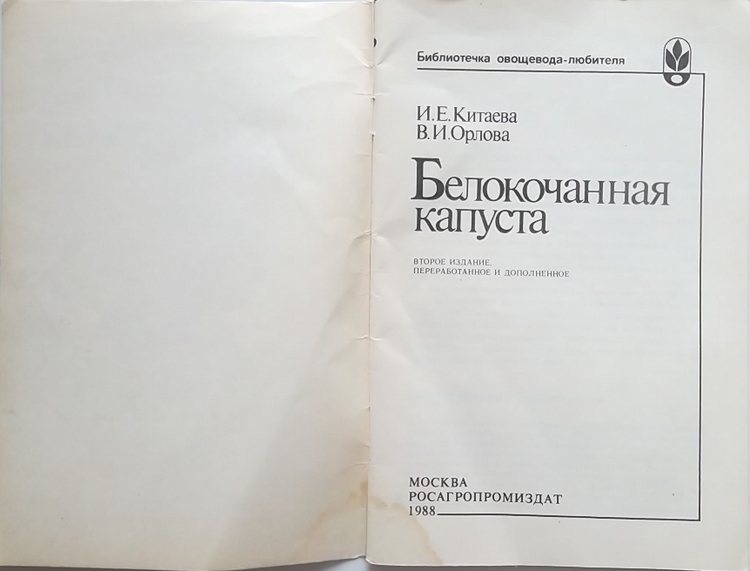 Библиотечка овощевода-любителя
И.Е.Китаева
В.И.Орлова
Белокочанная
капуста
ВТОРОЕ ИЗДАНИЕ,
ПЕРЕРАБОТАННОЕ И ДОПОЛНЕННОЕ
МОСКВА
РОСАГРОПРОМИЗДАТ
1988